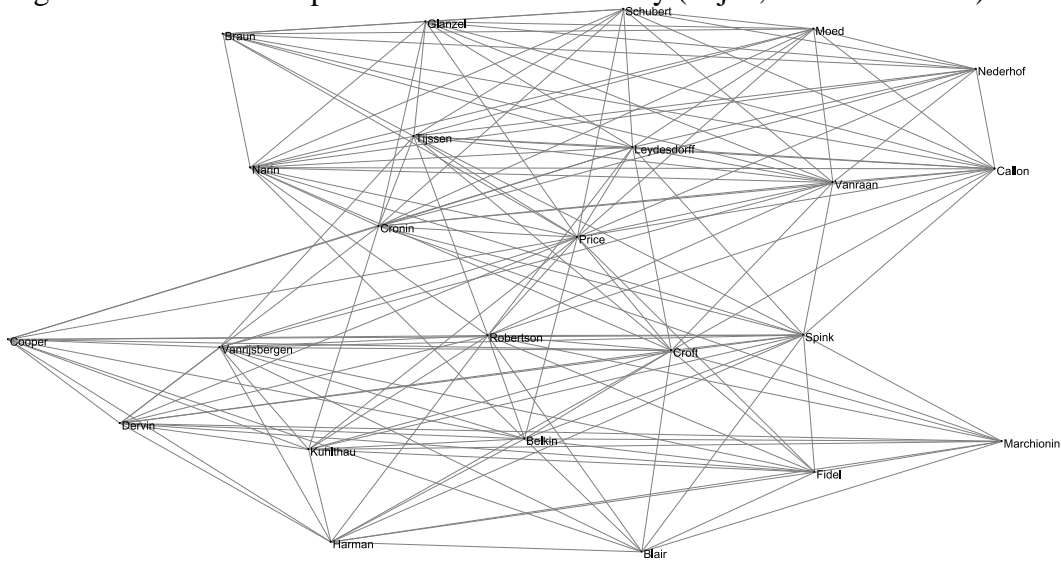 Schubert
Glanzel
Moed
Braun
Nederhof
Tijssen
Leydesdorff
Narin
Callon
Vanraan
Cronin
Price
Cooper
Robertson
Spink
Vanrijsbergen
Croft
Dervin
Belkin
Marchionin
Kuhlthau
Fidel
Harman
Blair